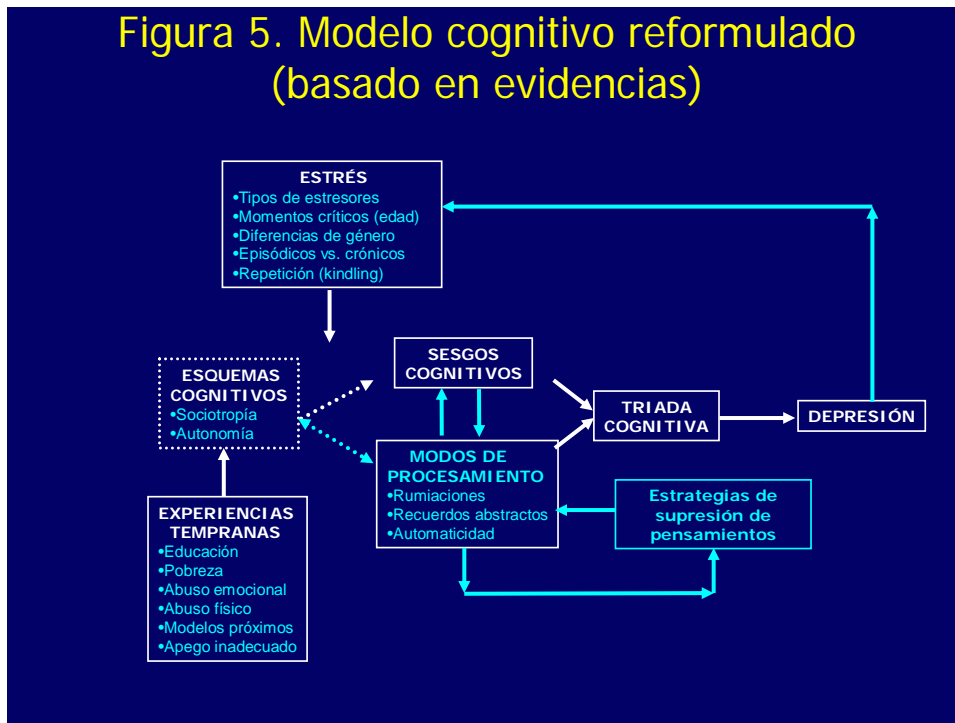 Figura 5. Modelo cognitivo reformulado
(basado en evidencias)
ESTRÉS
•Tipos de estresores
•Momentos críticos (edad)
•Diferencias de género
•Episódicos vs. crónicos
•Repetición (kindling)
ESQUEMAS
COGNITIVOS
•Sociotropía
•Autonomía
SESGOS
COGNITIVOS
TRIADA
COGNITIVA
DEPRESIÓN
MODOS DE
PROCESAMIENTO
•Rumiaciones
•Recuerdos abstractos
•Automaticidad
Estrategias de
supresión de
pensamientos
EXPERIENCIAS
TEMPRANAS
•Educación
•Pobreza
•Abuso emocional
•Abuso físico
•Modelos próximos
•Apego inadecuado